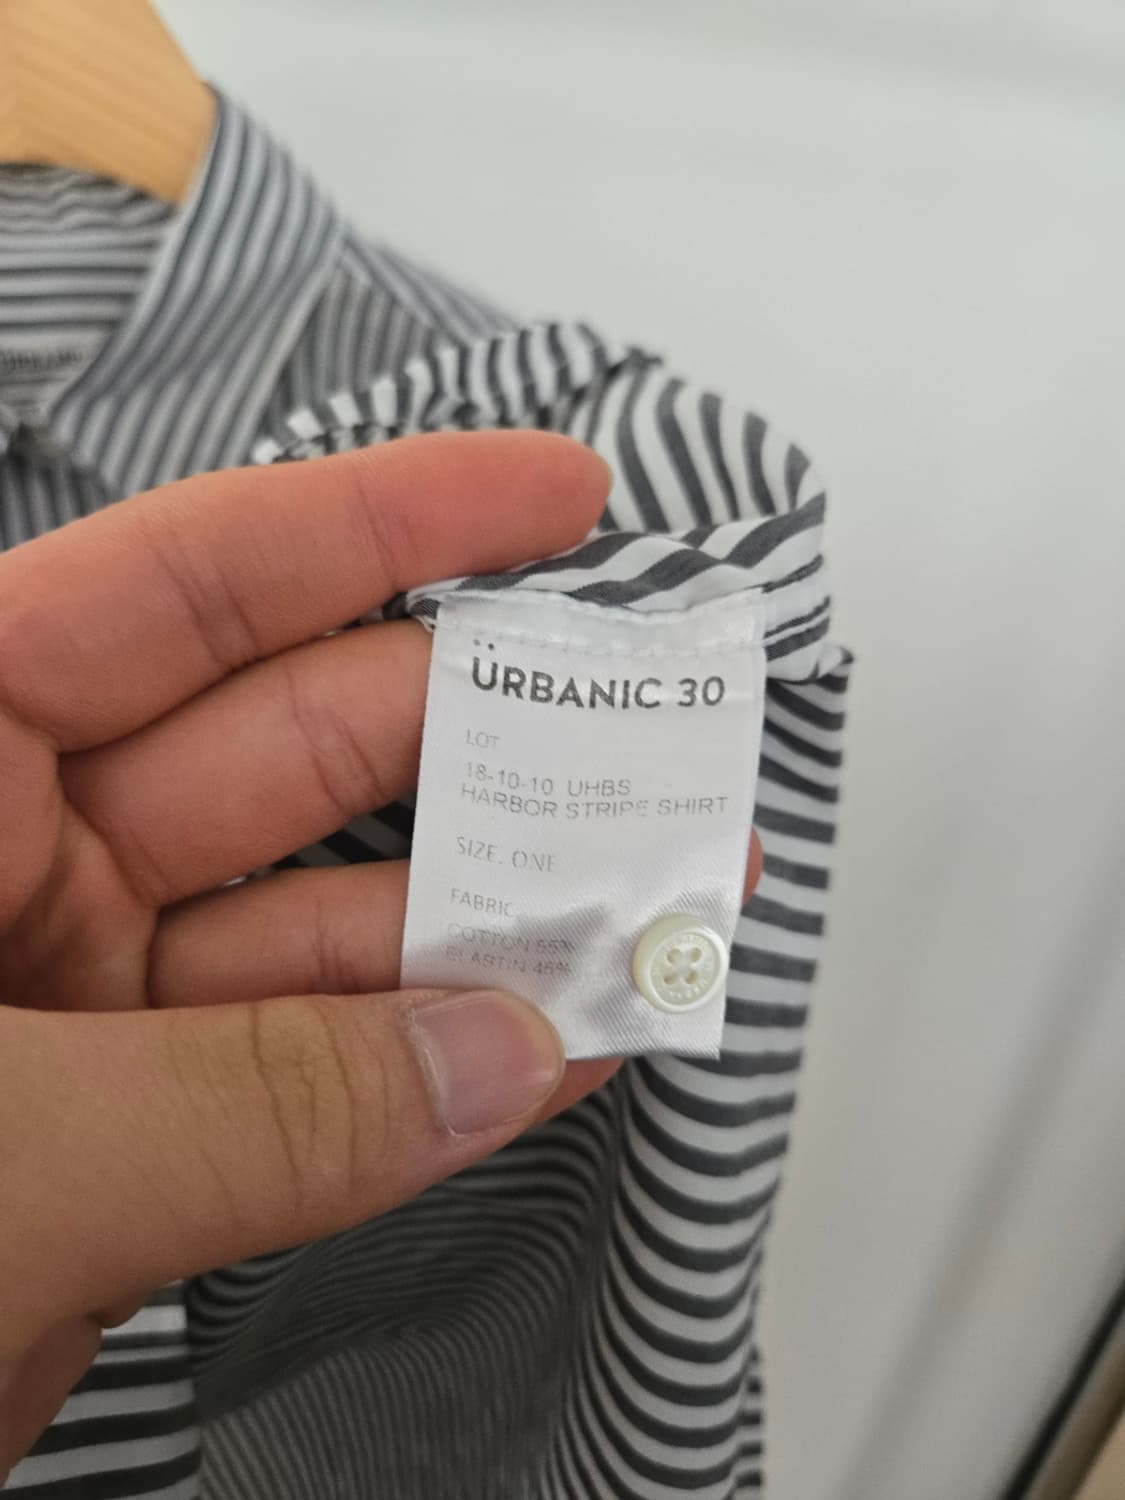 ÜRBANIC 30
LOT
18-10-10 UHBS
HARBOR STRIPE SHIRT
SIZE. ONE
FABRIC
COTTON 55%
ELASTIN 45%